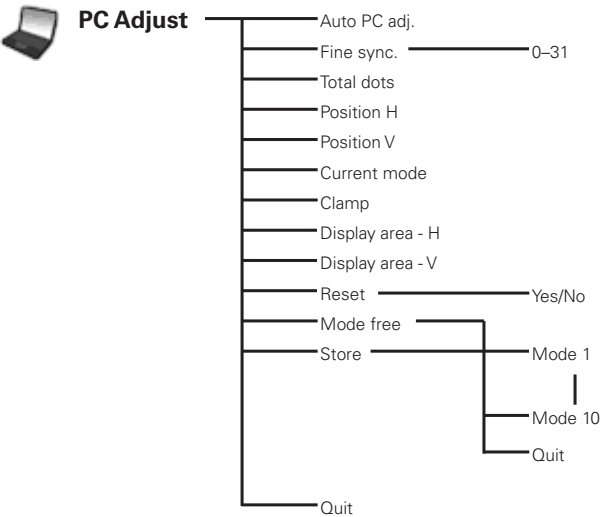 PC Adjust
Auto PC adj.
Fine sync. 0–31
Total dots
Position H
Position V
Current mode
Clamp
Display area - H
Display area - V
Reset Yes/No
Mode free
Store Mode 1
Mode 10
Quit
Quit